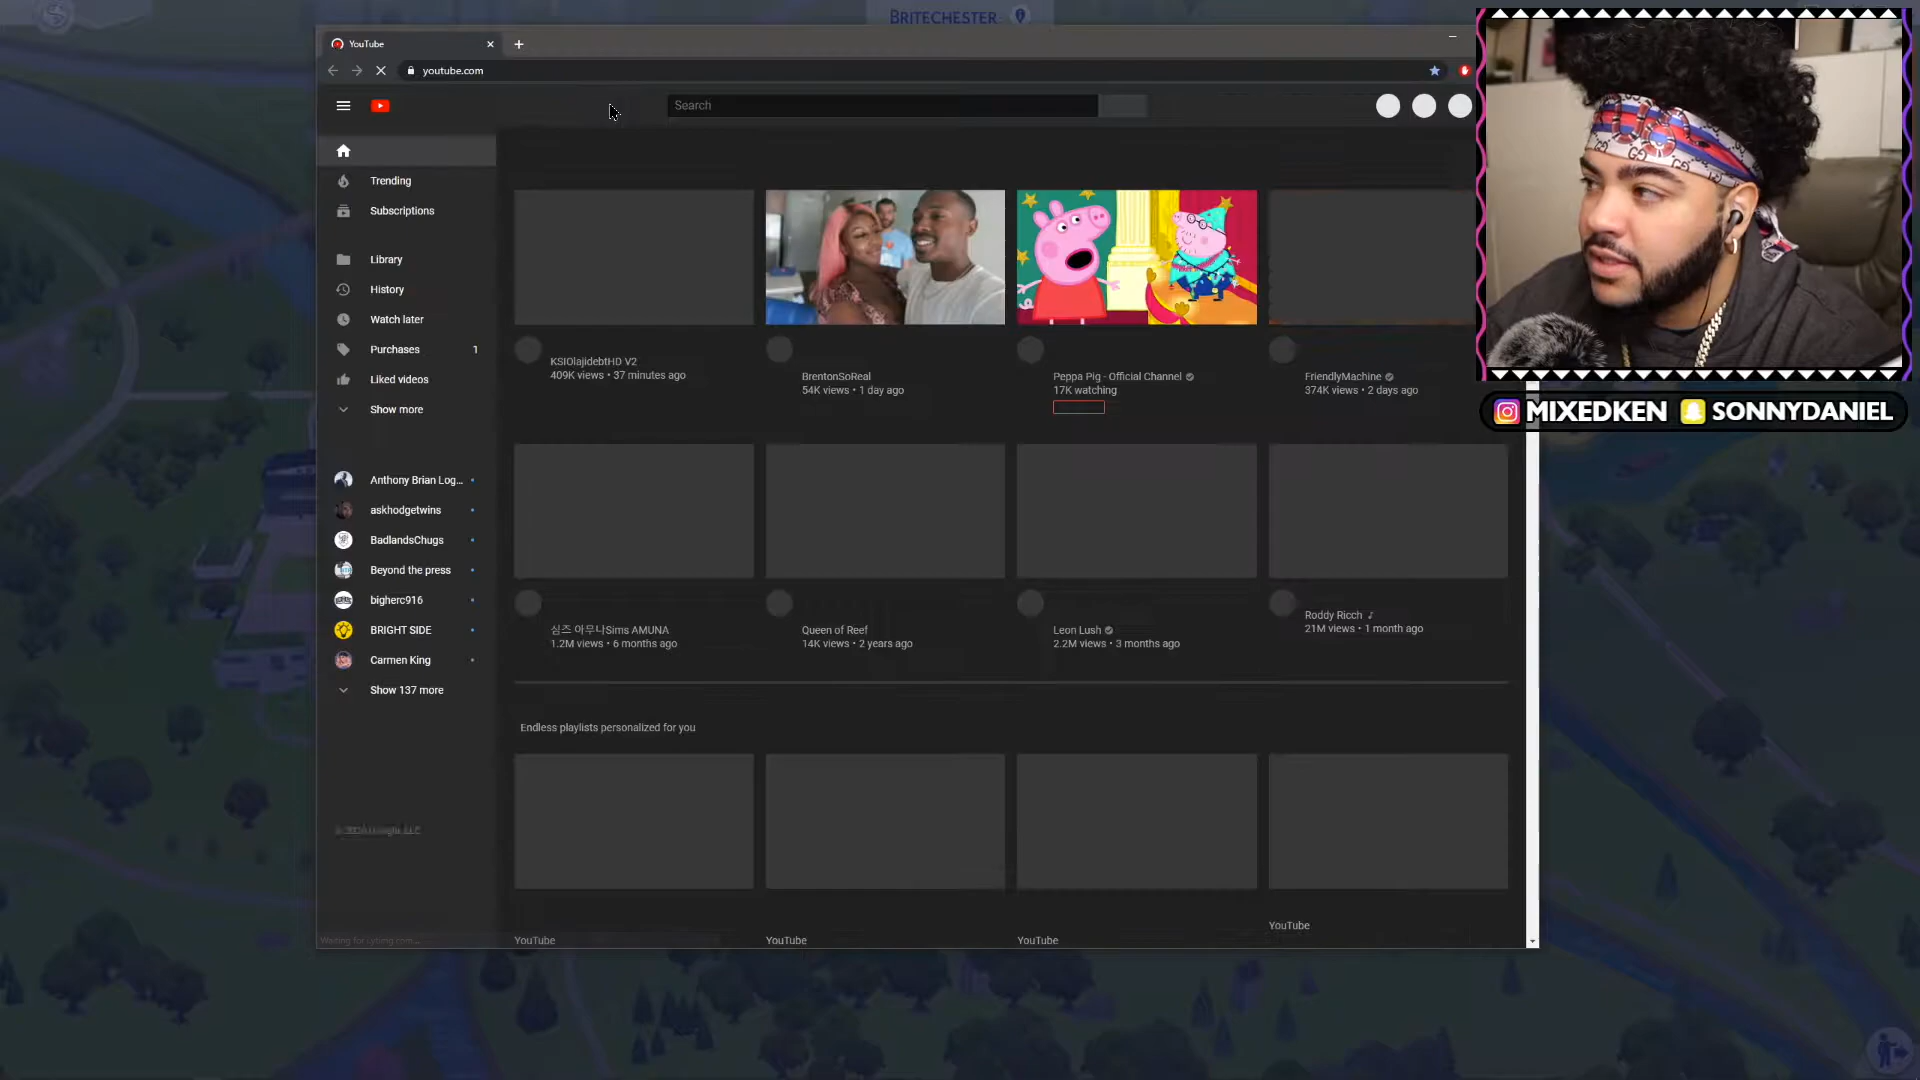 BRITECHESTER
YouTube
youtube.com
Search
Trending
Subscriptions
Library
History
Watch later
Purchases 1
Liked videos
Show more
Anthony Brian Log...
askhodgetwins
BadlandsChugs
Beyond the press
bigherc916
BRIGHT SIDE
Carmen King
Show 137 more
KSIOlajidebtHD V2
409K views • 37 minutes ago
BrentonSoReal
54K views • 1 day ago
Peppa Pig - Official Channel
17K watching
FriendlyMachine
374K views • 2 days ago
심즈 아무나Sims AMUNA
1.2M views • 6 months ago
Queen of Reef
14K views • 2 years ago
Leon Lush
2.2M views • 3 months ago
Roddy Ricch
21M views • 1 month ago
Endless playlists personalized for you
YouTube
YouTube
YouTube
YouTube
MIXEDKEN SONNYDANIEL